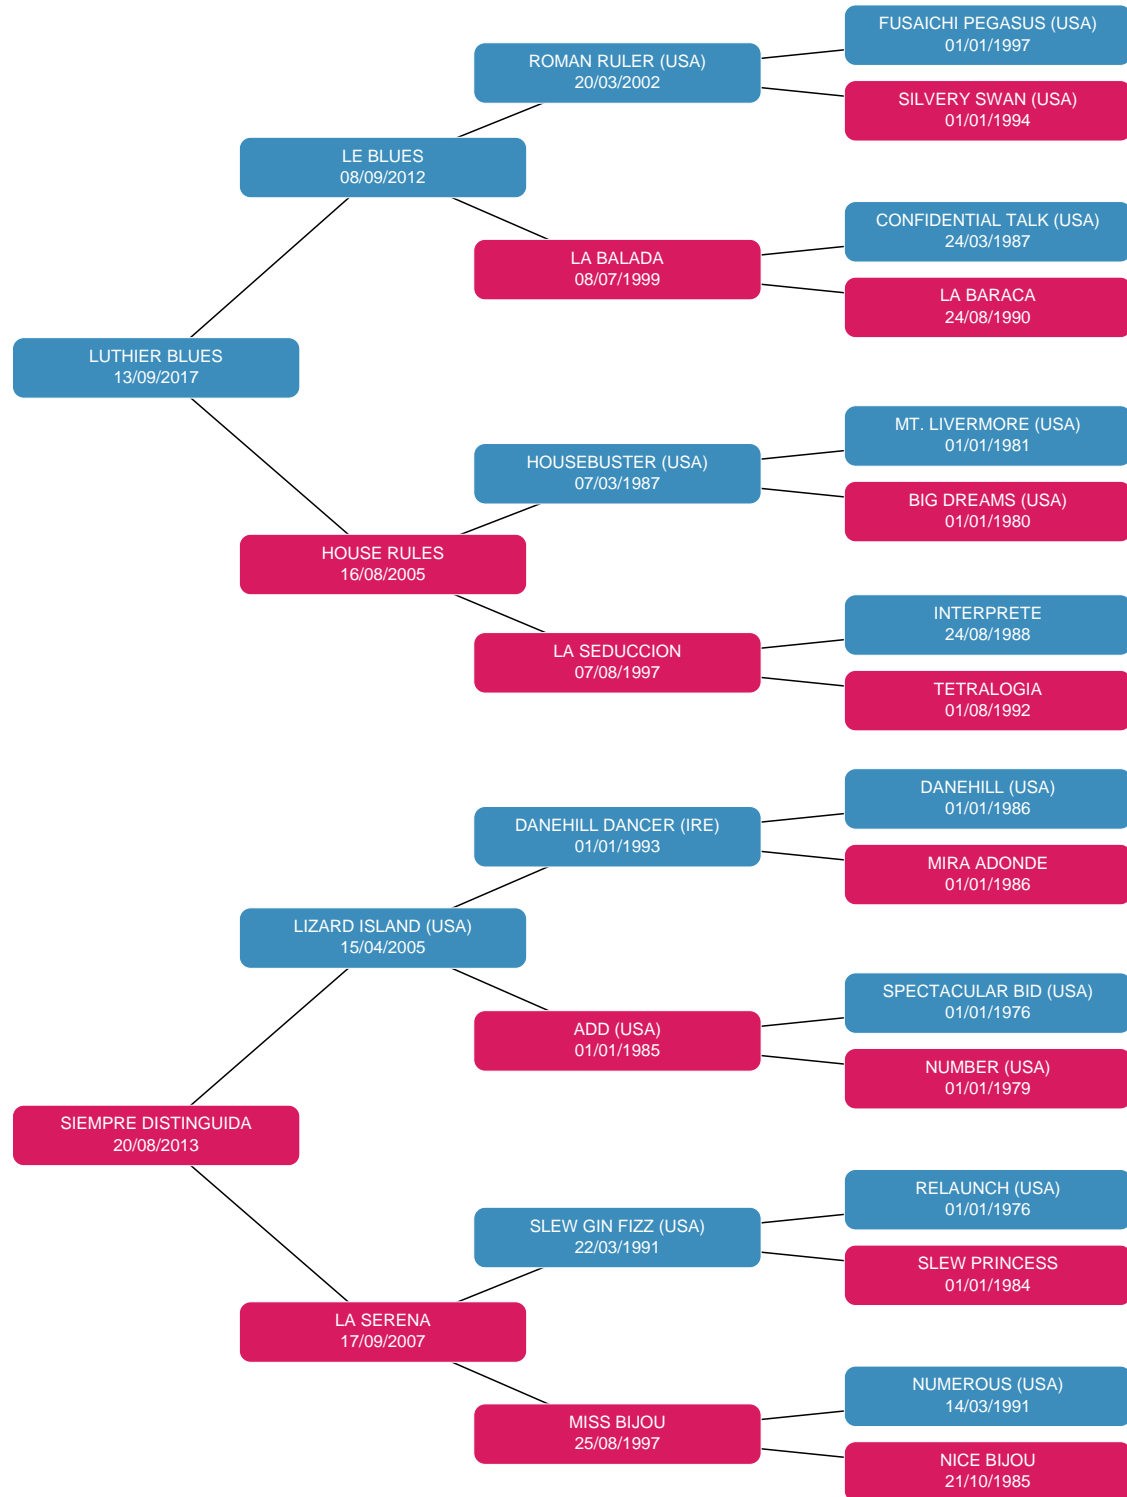 FUSAICHI PEGASUS (USA)
01/01/1997
ROMAN RULER (USA)
20/03/2002
SILVERY SWAN (USA)
01/01/1994
LE BLUES
08/09/2012
CONFIDENTIAL TALK (USA)
24/03/1987
LA BALADA
08/07/1999
LA BARACA
24/08/1990
LUTHIER BLUES
13/09/2017
MT. LIVERMORE (USA)
01/01/1981
HOUSEBUSTER (USA)
07/03/1987
BIG DREAMS (USA)
01/01/1980
HOUSE RULES
16/08/2005
INTERPRETE
24/08/1988
LA SEDUCCION
07/08/1997
TETRALOGIA
01/08/1992
DANEHILL (USA)
01/01/1986
DANEHILL DANCER (IRE)
01/01/1993
MIRA ADONDE
01/01/1986
LIZARD ISLAND (USA)
15/04/2005
SPECTACULAR BID (USA)
01/01/1976
ADD (USA)
01/01/1985
NUMBER (USA)
01/01/1979
SIEMPRE DISTINGUIDA
20/08/2013
RELAUNCH (USA)
01/01/1976
SLEW GIN FIZZ (USA)
22/03/1991
SLEW PRINCESS
01/01/1984
LA SERENA
17/09/2007
NUMEROUS (USA)
14/03/1991
MISS BIJOU
25/08/1997
NICE BIJOU
21/10/1985